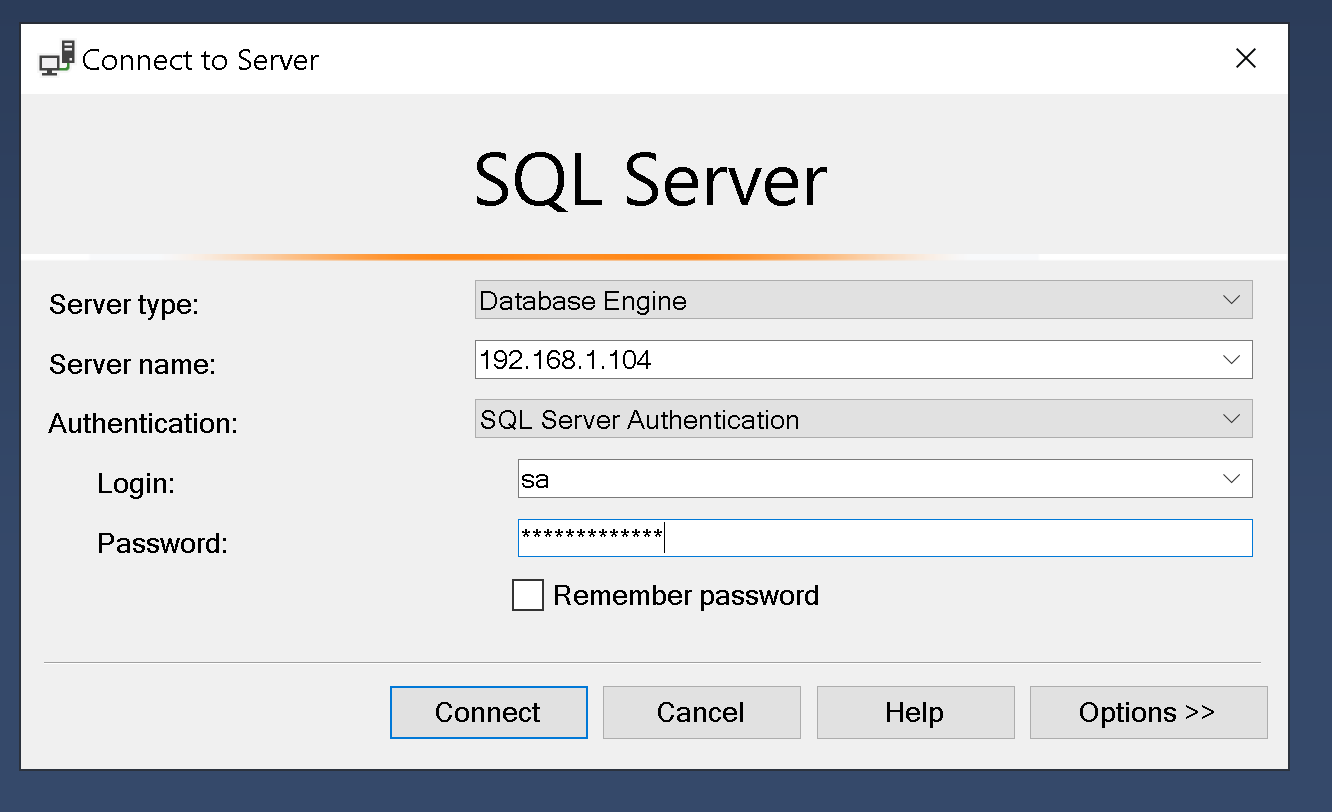 Connect to Server
SQL Server
Server type: Database Engine
Server name: 192.168.1.104
Authentication: SQL Server Authentication
Login: sa
Password: *************
Remember password
Connect Cancel Help Options >>